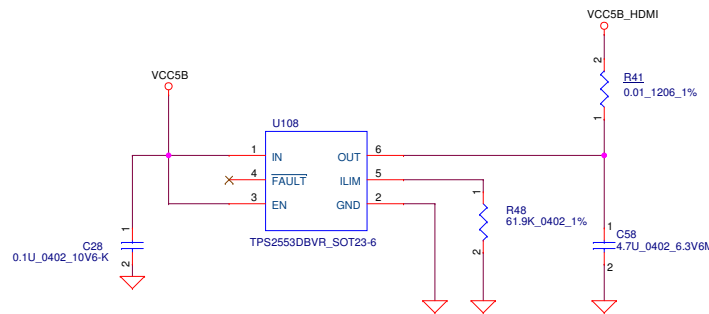 VCC5B_HDMI
2
R41
0.01_1206_1%
1
VCC5B
U108
1 IN OUT 6
4 FAULT ILIM 5
3 EN GND 2
TPS2553DBVR_SOT23-6
1
R48
61.9K_0402_1%
2
1
C28
0.1U_0402_10V6-K
2
1
C58
4.7U_0402_6.3V6M
2